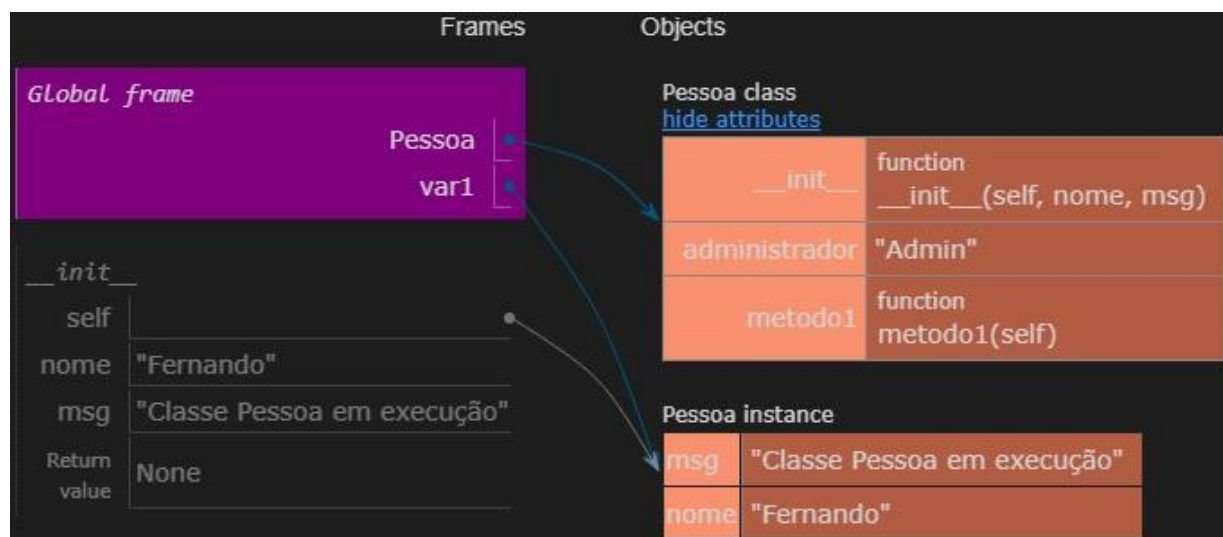 Frames
Objects
Global frame
Pessoa
var1
__init__
self
nome "Fernando"
msg "Classe Pessoa em execução"
Return
value
None
Pessoa class
hide attributes
__init__
function
__init__(self, nome, msg)
administrador "Admin"
metodo1
function
metodo1(self)
Pessoa instance
msg "Classe Pessoa em execução"
nome "Fernando"